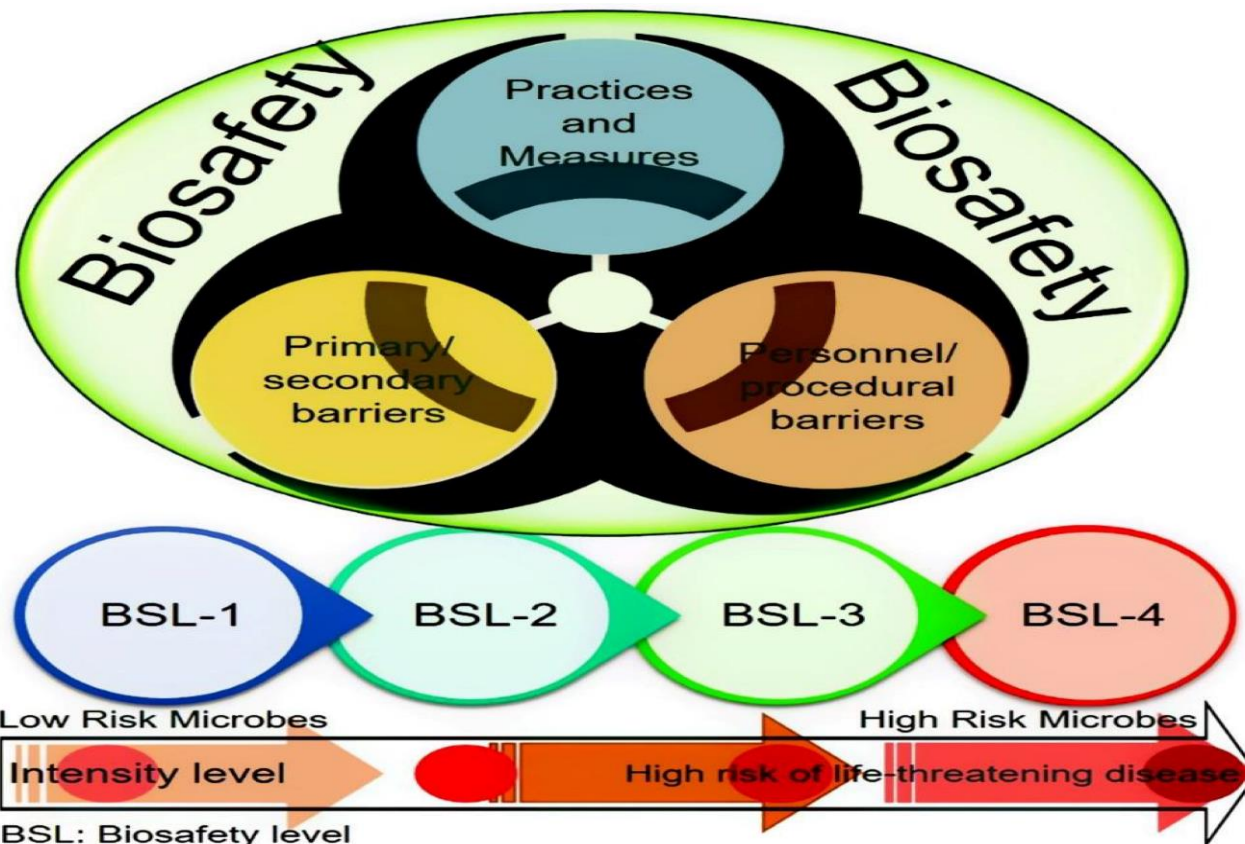 Biosafety
Biosafety
Practices
and
Measures
Primary/
secondary
barriers
Personnel/
procedural
barriers
BSL-1
BSL-2
BSL-3
BSL-4
Low Risk Microbes
High Risk Microbes
Intensity level
High risk of life-threatening disease
BSL: Biosafety level